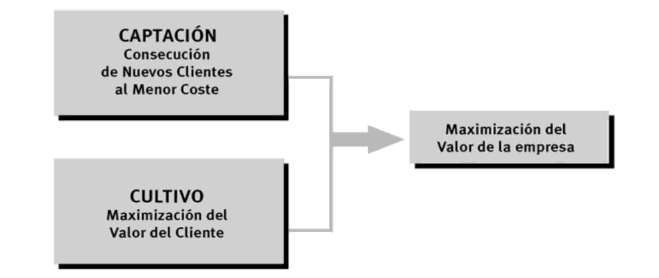 CAPTACIÓN
Consecución
de Nuevos Clientes
al Menor Coste
CULTIVO
Maximización del
Valor del Cliente
Maximización del
Valor de la empresa